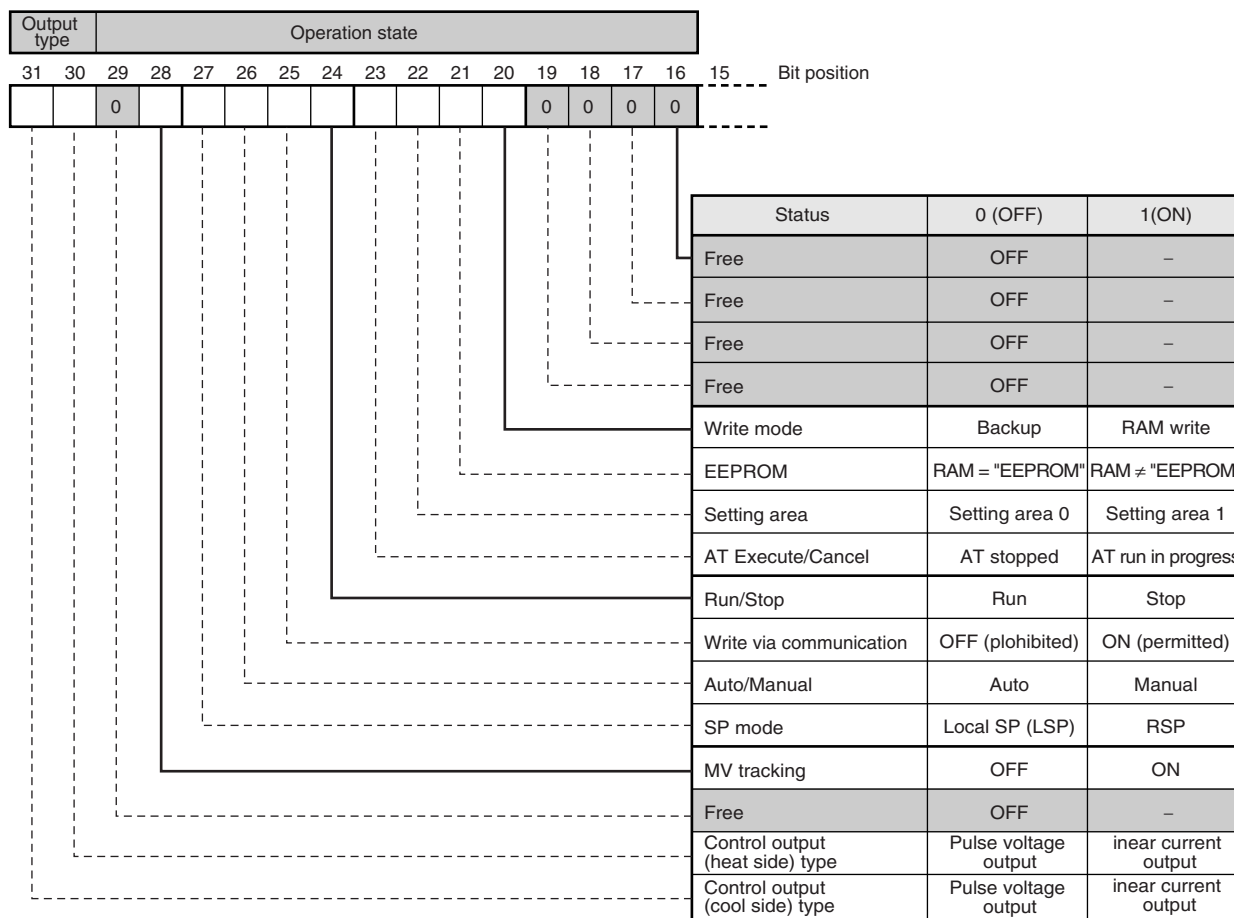 Output type Operation state
31 30 29 28 27 26 25 24 23 22 21 20 19 18 17 16 15 Bit position
0 0 0 0 0
Status 0 (OFF) 1(ON)
Free OFF –
Free OFF –
Free OFF –
Free OFF –
Write mode Backup RAM write
EEPROM RAM = "EEPROM" RAM ≠ "EEPROM
Setting area Setting area 0 Setting area 1
AT Execute/Cancel AT stopped AT run in progress
Run/Stop Run Stop
Write via communication OFF (plohibited) ON (permitted)
Auto/Manual Auto Manual
SP mode Local SP (LSP) RSP
MV tracking OFF ON
Free OFF –
Control output (heat side) type Pulse voltage output inear current output
Control output (cool side) type Pulse voltage output inear current output